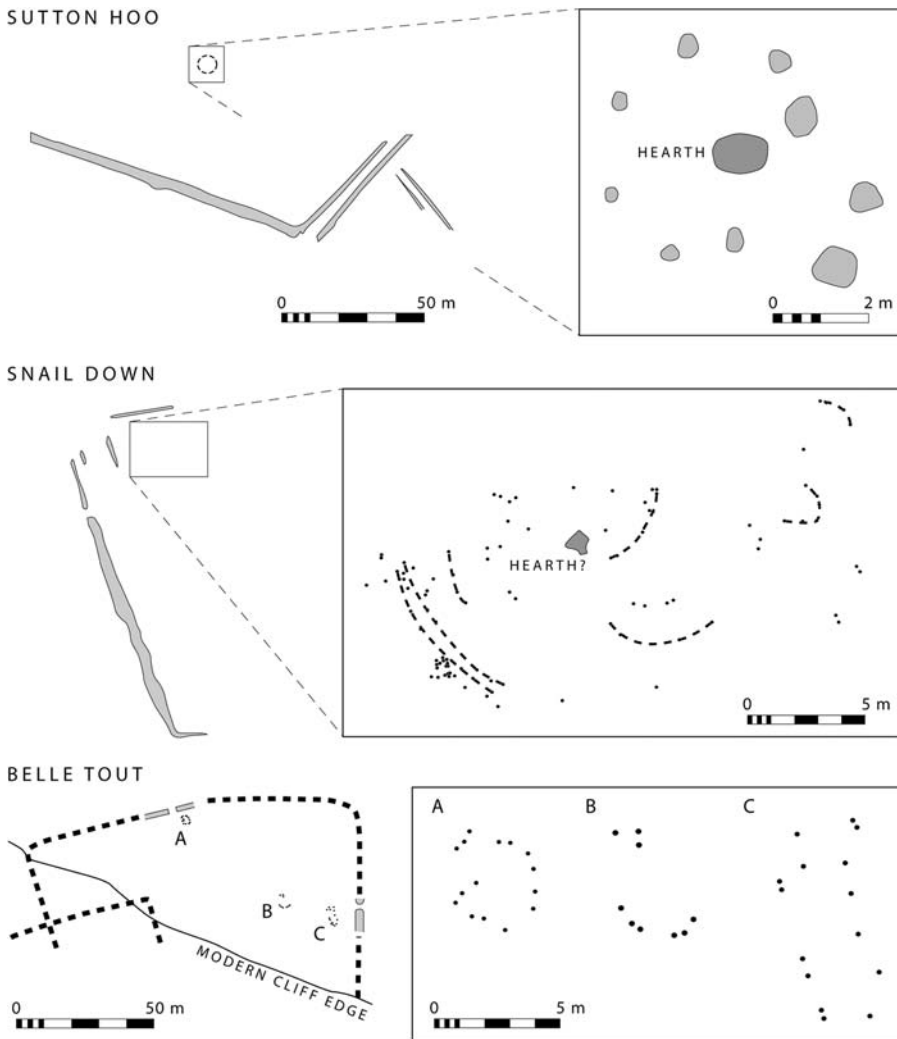 SUTTON HOO
HEARTH
0 50 m
0 2 m
SNAIL DOWN
HEARTH?
0 5 m
BELLE TOUT
A
B
C
MODERN CLIFF EDGE
0 50 m
A B C
0 5 m